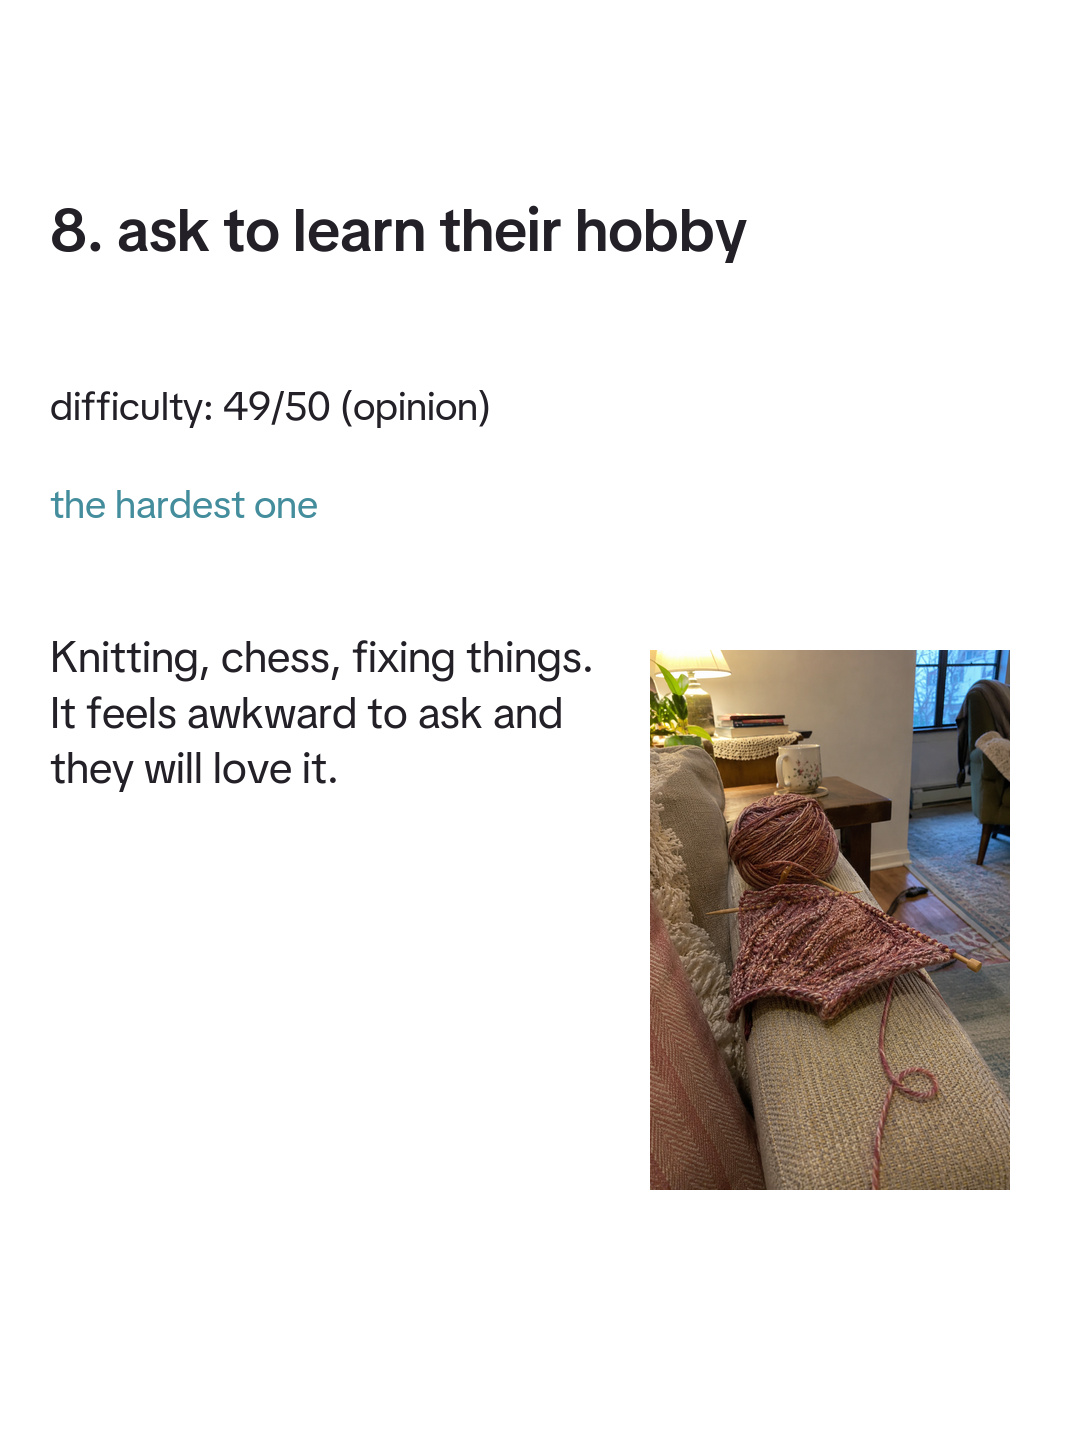 8. ask to learn their hobby
difficulty: 49/50 (opinion)
the hardest one
Knitting, chess, fixing things.
It feels awkward to ask and
they will love it.